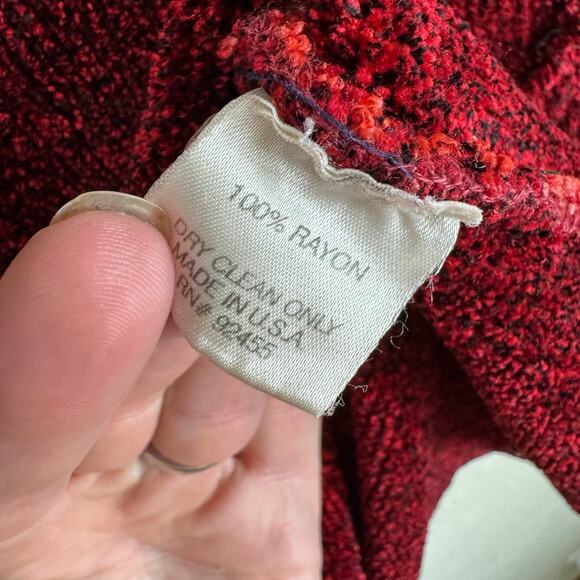 100% RAYON
DRY CLEAN ONLY
MADE IN U.S.A
RN# 92455